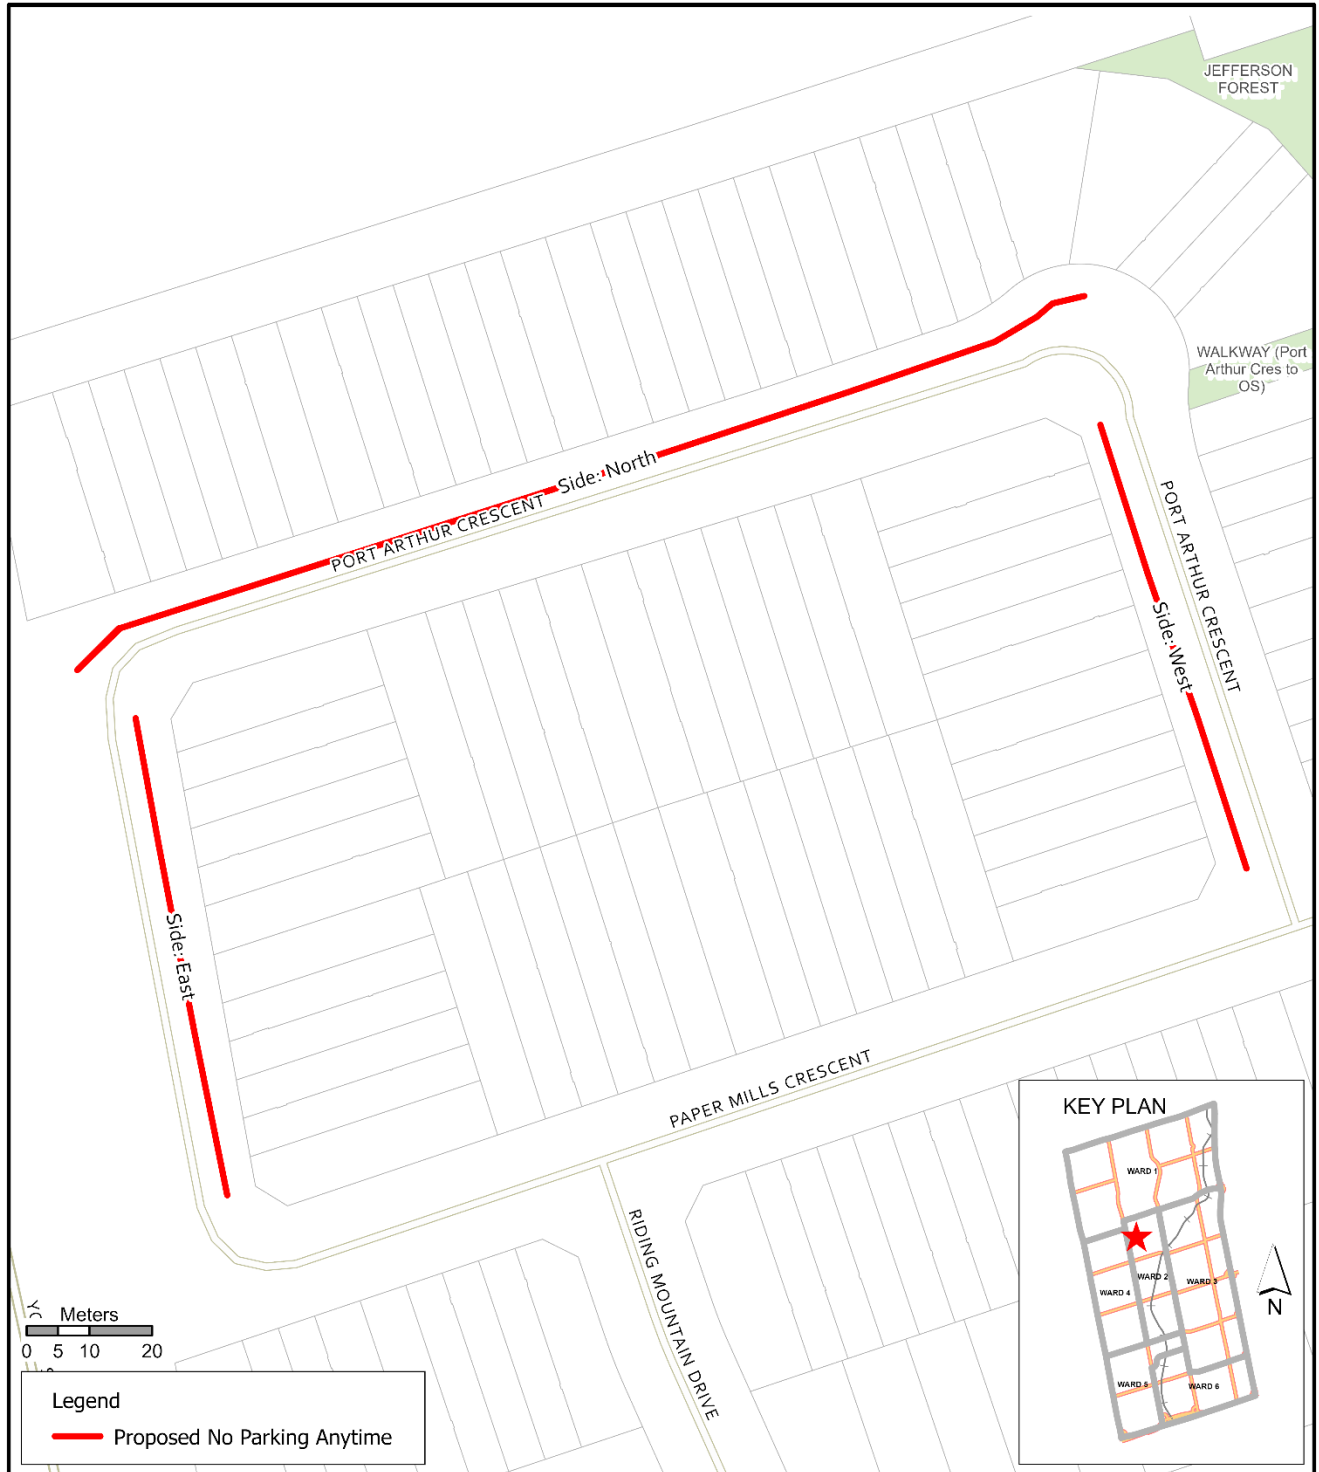 JEFFERSON
FOREST
WALKWAY (Port
Arthur Cres to
OS)
Side: North
PORT ARTHUR CRESCENT
PORT ARTHUR CRESCENT
Side: West
Side: East
PAPER MILLS CRESCENT
RIDING MOUNTAIN DRIVE
KEY PLAN
WARD 1
WARD 2
WARD 3
WARD 4
WARD 5
WARD 6
N
Meters
0 5 10 20
Legend
Proposed No Parking Anytime